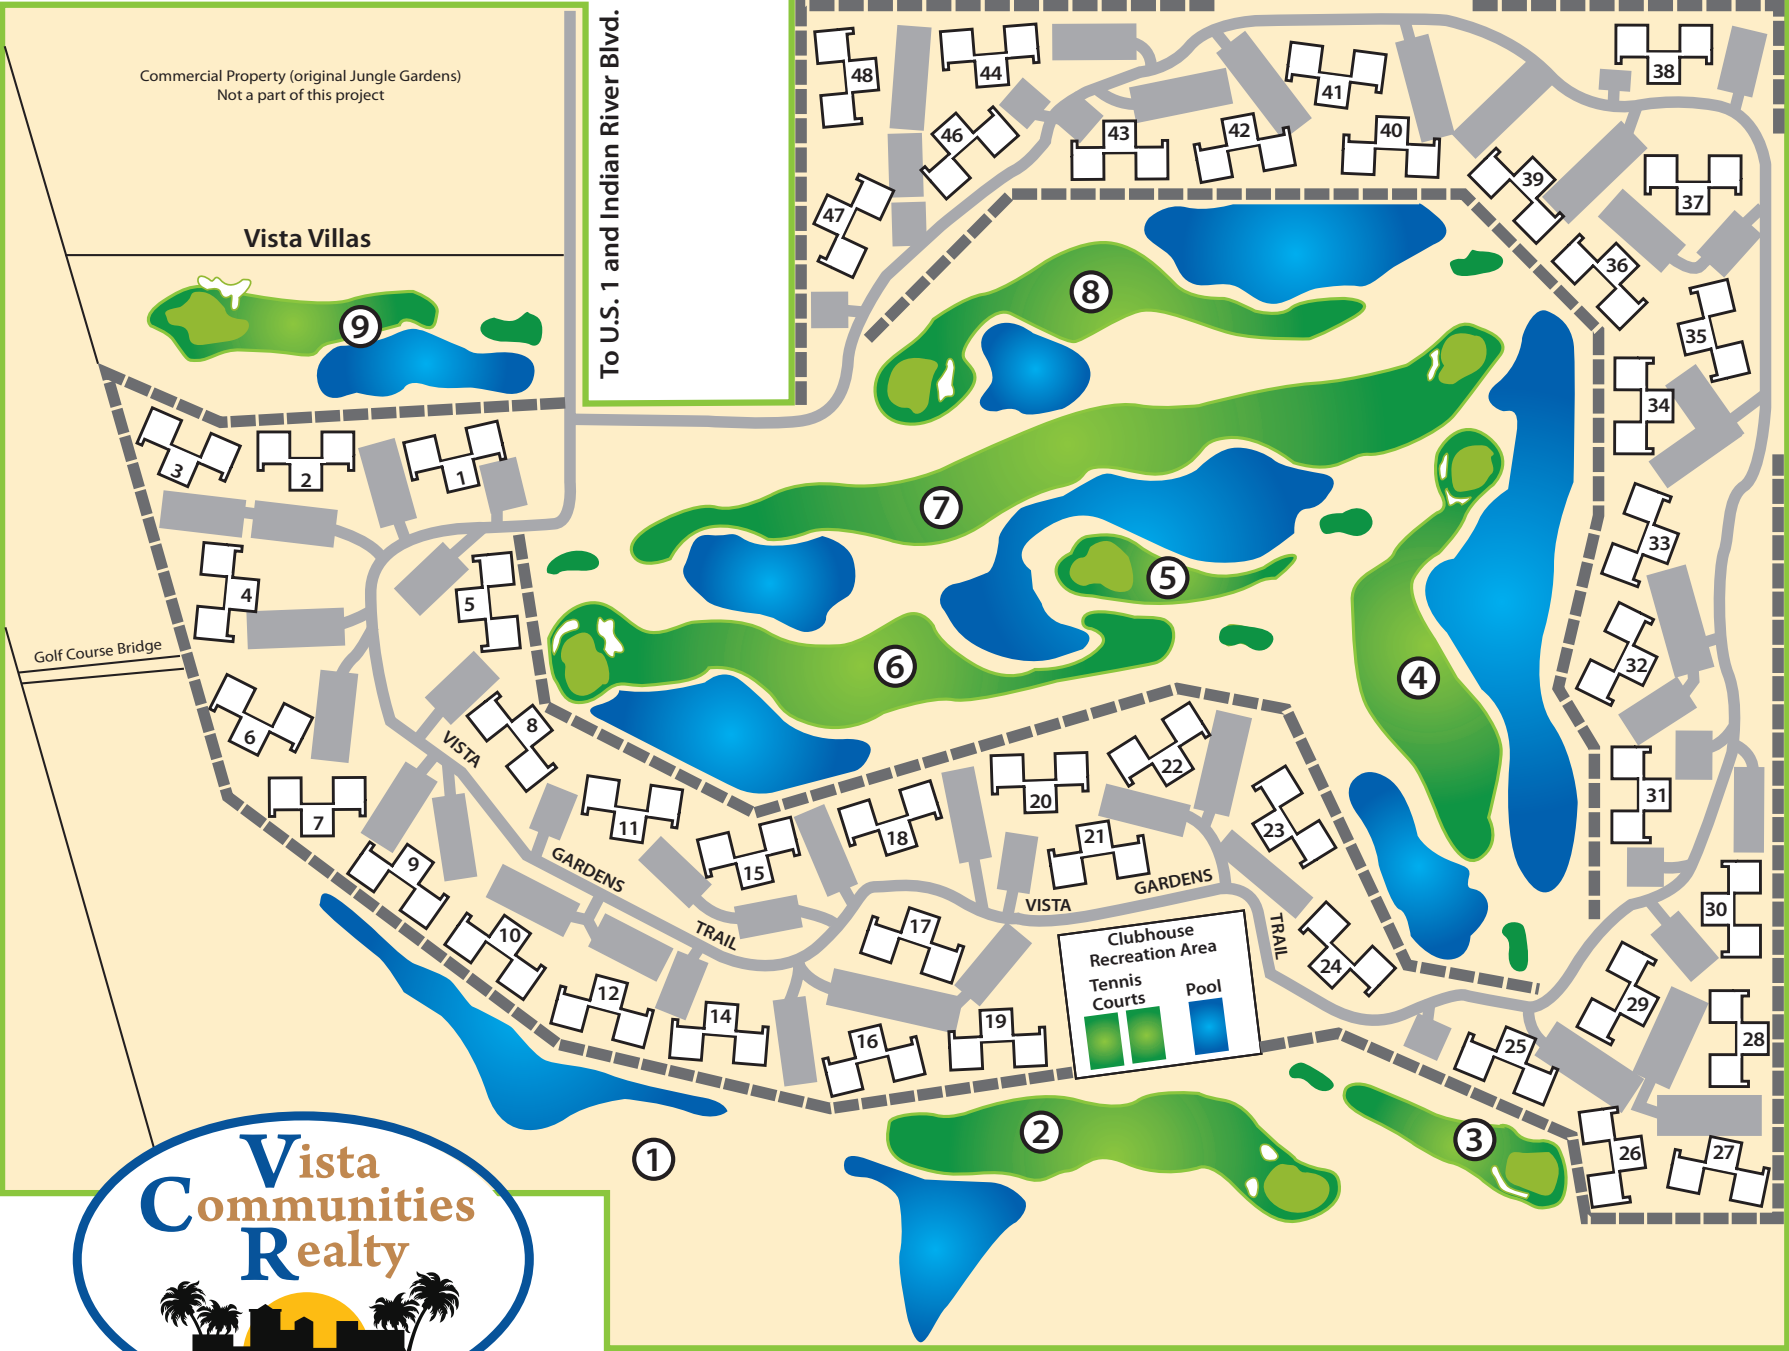 Commercial Property (original Jungle Gardens)
Not a part of this project
Vista Villas
To U.S. 1 and Indian River Blvd.
48
44
41
38
46
43
42
40
39
37
47
36
35
34
33
32
31
30
29
28
25
26
27
8
9
7
5
6
4
3
2
1
4
5
Golf Course Bridge
6
8
VISTA
7
9
11
GARDENS
10
15
18
20
22
21
23
VISTA
GARDENS
TRAIL
17
TRAIL
24
12
14
16
19
Clubhouse
Recreation Area
Tennis
Courts
Pool
1
2
3
Vista
Communities
Realty